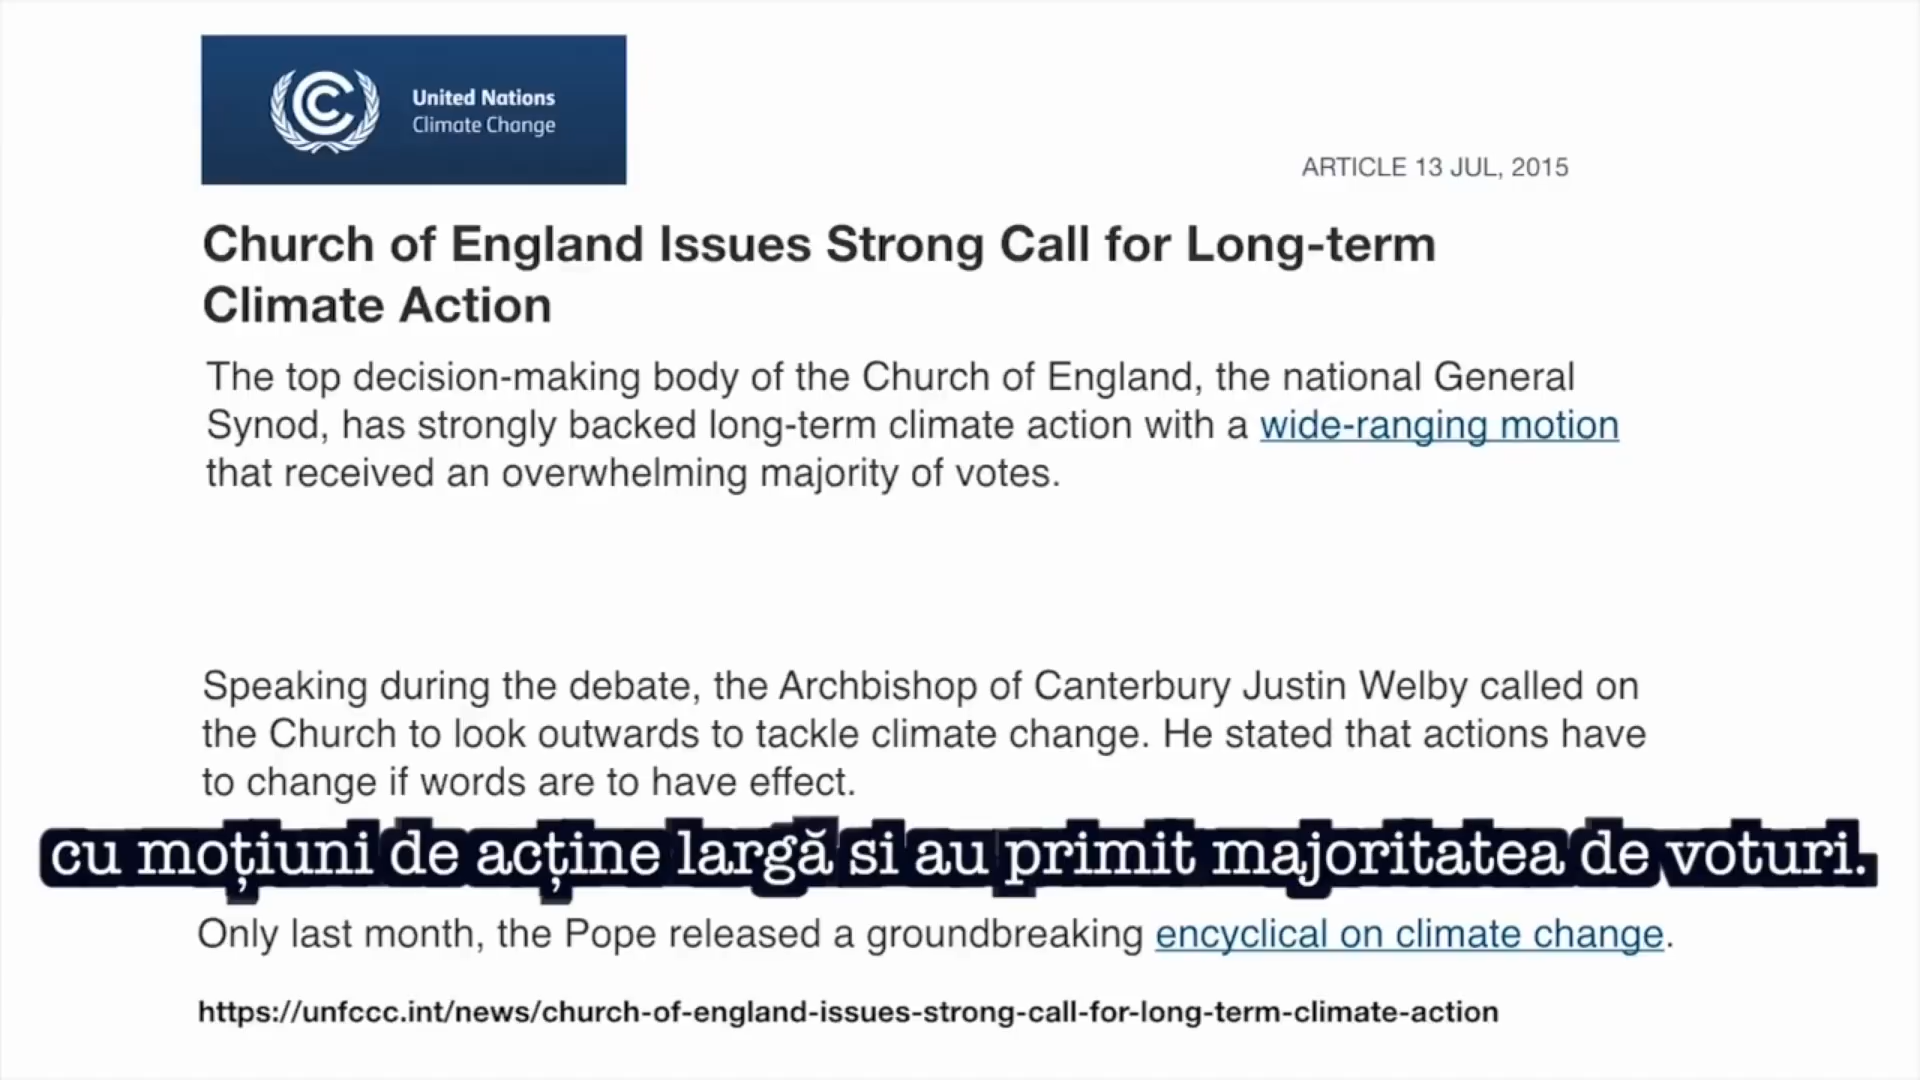 United Nations
Climate Change
ARTICLE 13 JUL, 2015
Church of England Issues Strong Call for Long-term
Climate Action
The top decision-making body of the Church of England, the national General
Synod, has strongly backed long-term climate action with a wide-ranging motion
that received an overwhelming majority of votes.
Speaking during the debate, the Archbishop of Canterbury Justin Welby called on
the Church to look outwards to tackle climate change. He stated that actions have
to change if words are to have effect.
cu moțiuni de acține largă si au primit majoritatea de voturi.
Only last month, the Pope released a groundbreaking encyclical on climate change.
https://unfccc.int/news/church-of-england-issues-strong-call-for-long-term-climate-action